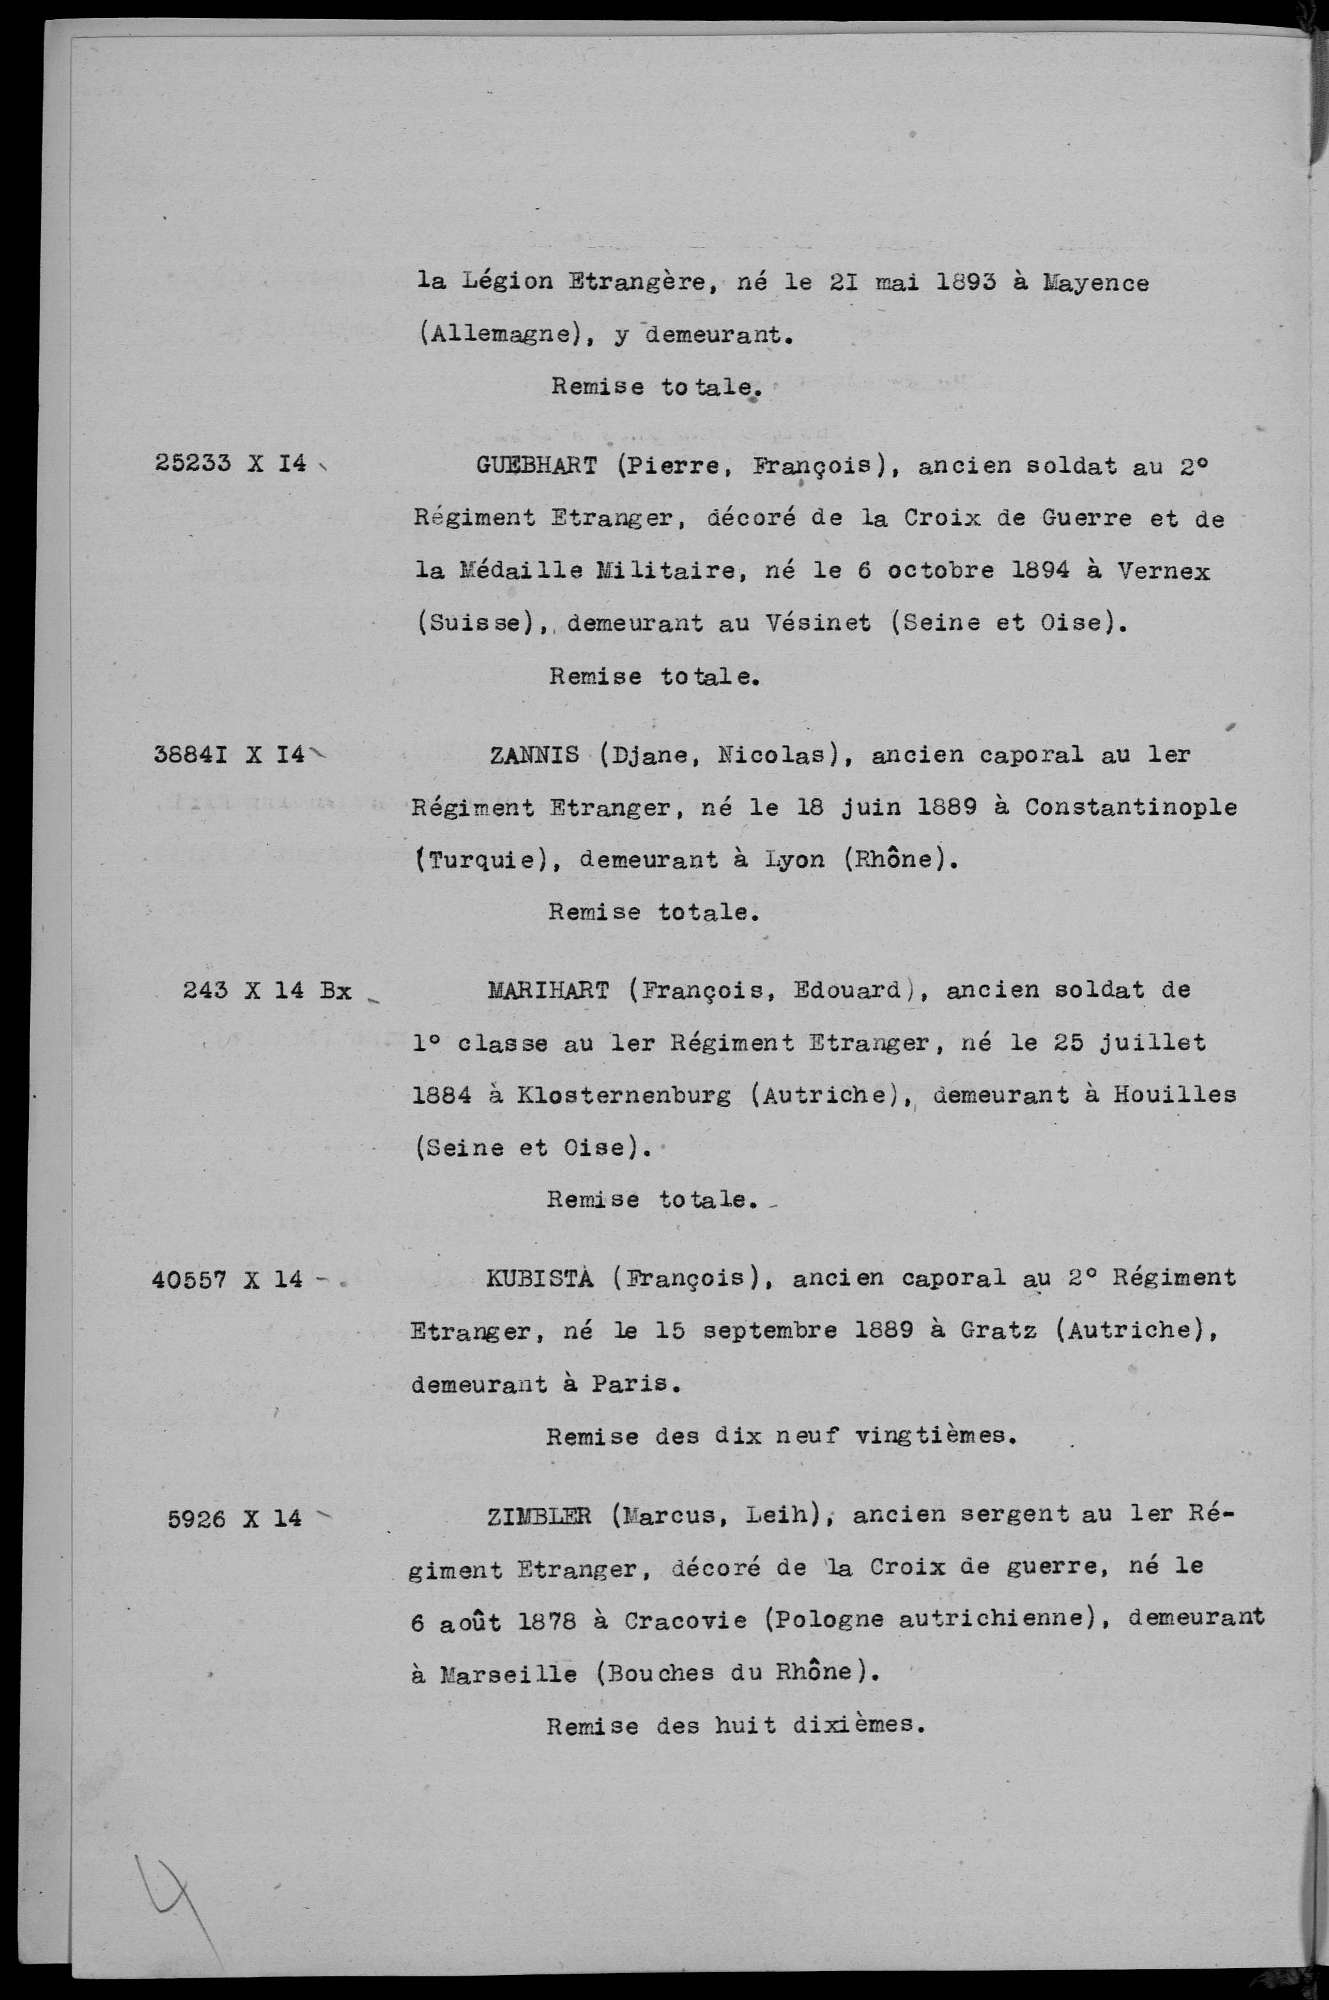 la Légion Etrangère, né le 2I mai 1893 à Mayence
(Allemagne), y demeurant.
Remise totale.
25233 X I4 GUEBHART (Pierre, François), ancien soldat au 2°
Régiment Etranger, décoré de la Croix de Guerre et de
la Médaille Militaire, né le 6 octobre 1894 à Vernex
(Suisse), demeurant au Vésinet (Seine et Oise).
Remise totale.
3884I X I4 ZANNIS (Djane, Nicolas), ancien caporal au 1er
Régiment Etranger, né le 18 juin 1889 à Constantinople
(Turquie), demeurant à Lyon (Rhône).
Remise totale.
243 X 14 Bx MARIHART (François, Edouard), ancien soldat de
1° classe au 1er Régiment Etranger, né le 25 juillet
1884 à Klosternenburg (Autriche), demeurant à Houilles
(Seine et Oise).
Remise totale.
40557 X 14 - KUBISTA (François), ancien caporal au 2° Régiment
Etranger, né le 15 septembre 1889 à Gratz (Autriche),
demeurant à Paris.
Remise des dix neuf vingtièmes.
5926 X 14 ZIMBLER (Marcus, Leih), ancien sergent au 1er Ré-
giment Etranger, décoré de la Croix de guerre, né le
6 août 1878 à Cracovie (Pologne autrichienne), demeurant
à Marseille (Bouches du Rhône).
Remise des huit dixièmes.
4